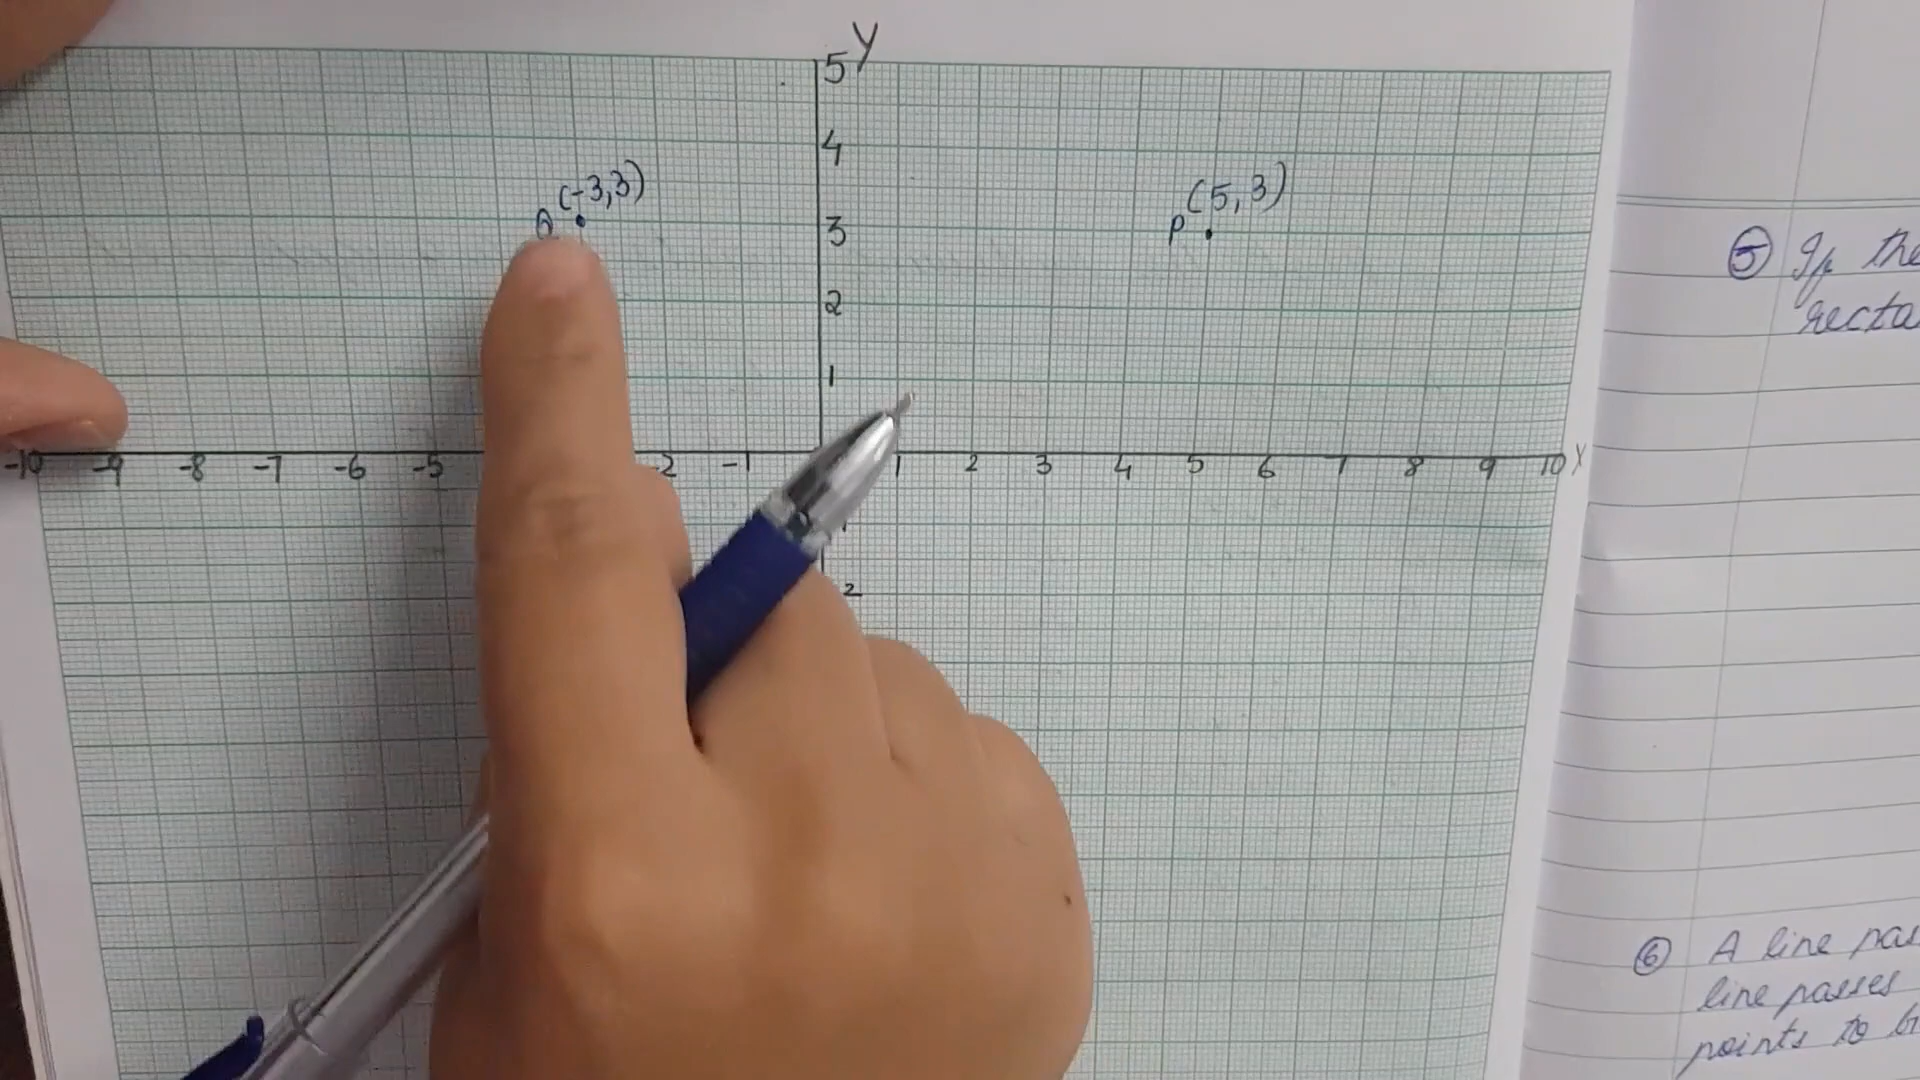 Y
5
4
(-3,3)
Q
3
P (5,3)
2
1
-10 -9 -8 -7 -6 -5 -2 -1 1 2 3 4 5 6 7 8 9 10 X
2
5 If the
recta
6 A line pas
line passes
points to